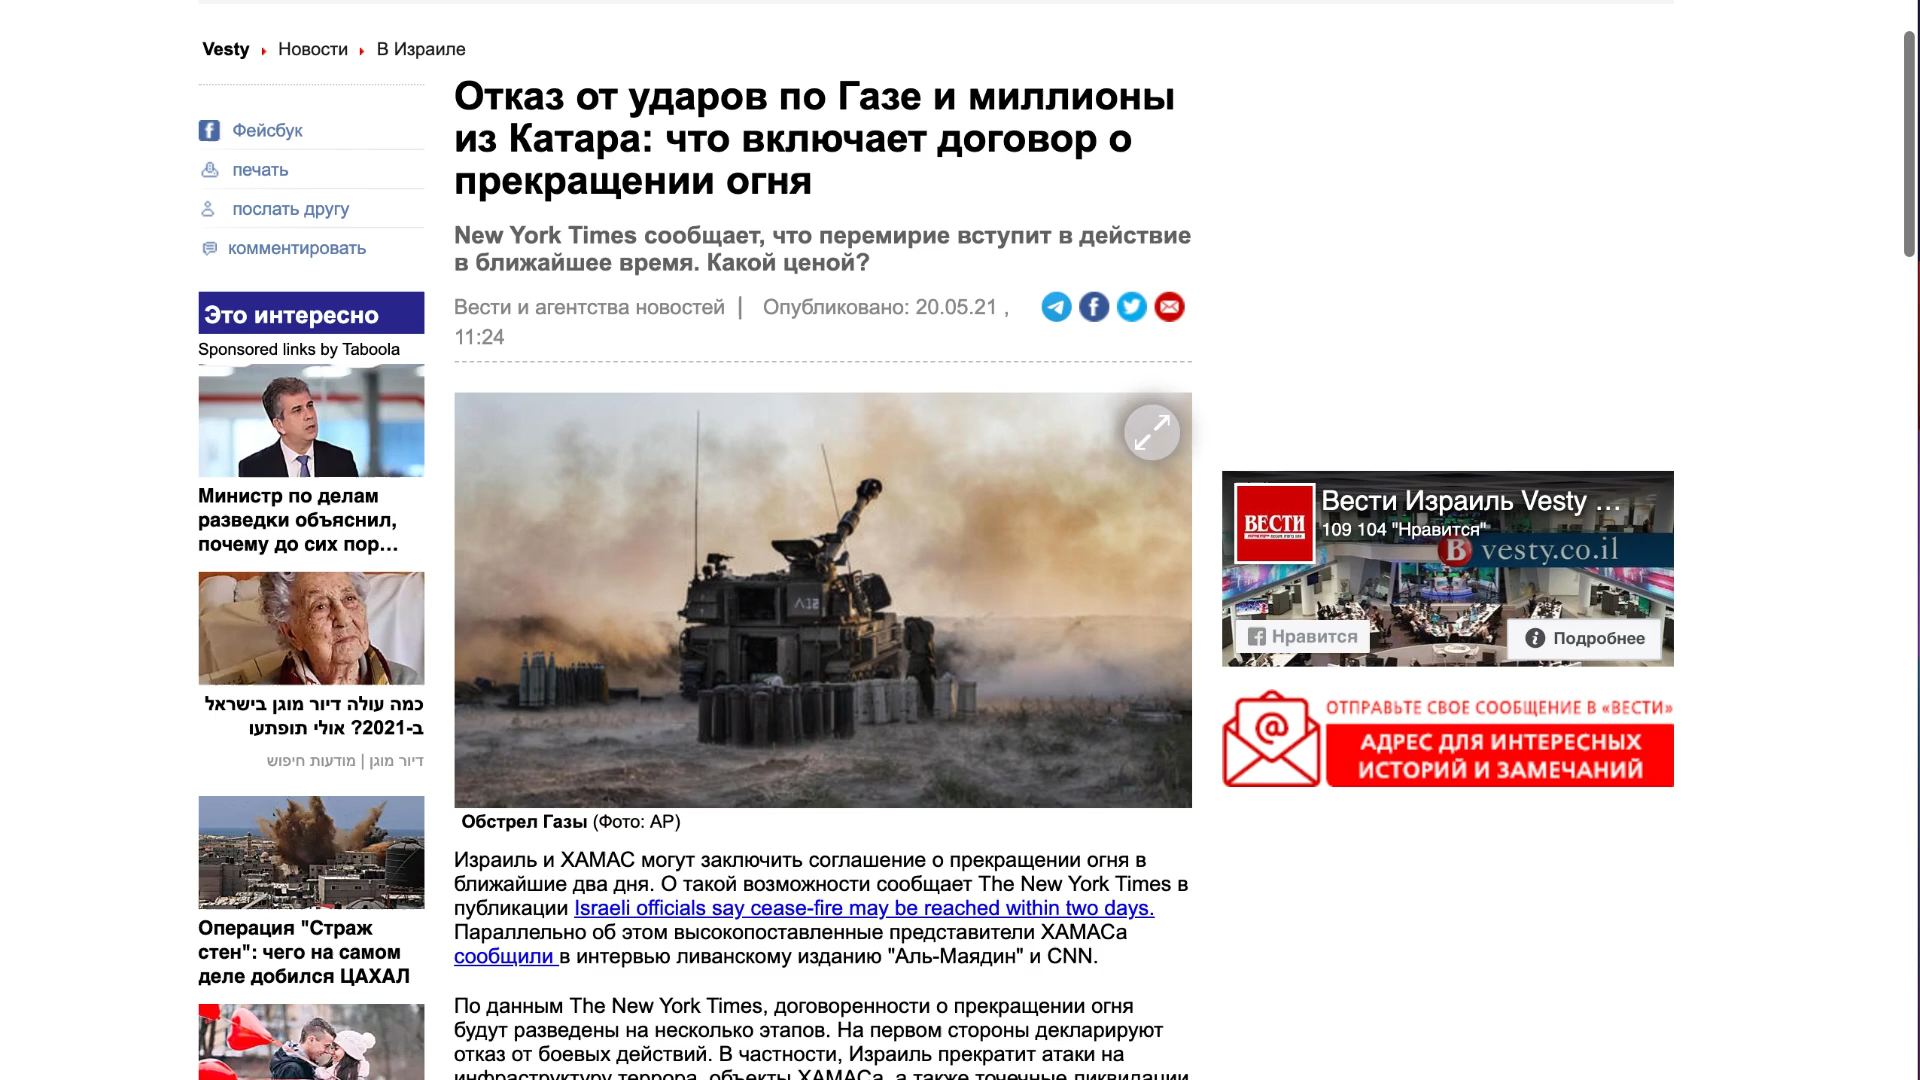 Vesty Новости В Израиле
Фейсбук
печать
послать другу
комментировать
Это интересно
Sponsored links by Taboola
Министр по делам
разведки объяснил,
почему до сих пор...
כמה עולה דיור מוגן בישראל
ב-2021? אולי תופתעו
דיור מוגן | מודעות חיפוש
Операция "Страж
стен": чего на самом
деле добился ЦАХАЛ
Отказ от ударов по Газе и миллионы
из Катара: что включает договор о
прекращении огня
New York Times сообщает, что перемирие вступит в действие
в ближайшее время. Какой ценой?
Вести и агентства новостей | Опубликовано: 20.05.21 ,
11:24
Обстрел Газы (Фото: AP)
Израиль и ХАМАС могут заключить соглашение о прекращении огня в
ближайшие два дня. О такой возможности сообщает The New York Times в
публикации Israeli officials say cease-fire may be reached within two days.
Параллельно об этом высокопоставленные представители ХАМАСа
сообщили в интервью ливанскому изданию "Аль-Маядин" и CNN.
По данным The New York Times, договоренности о прекращении огня
будут разведены на несколько этапов. На первом стороны декларируют
отказ от боевых действий. В частности, Израиль прекратит атаки на
инфраструктуру террора, объекты ХАМАСа, а также точечные ликвидации
ВЕСТИ
Вести Израиль Vesty ...
109 104 "Нравится"
B vesty.co.il
Нравится
Подробнее
ОТПРАВЬТЕ СВОЕ СООБЩЕНИЕ В «ВЕСТИ»
АДРЕС ДЛЯ ИНТЕРЕСНЫХ
ИСТОРИЙ И ЗАМЕЧАНИЙ